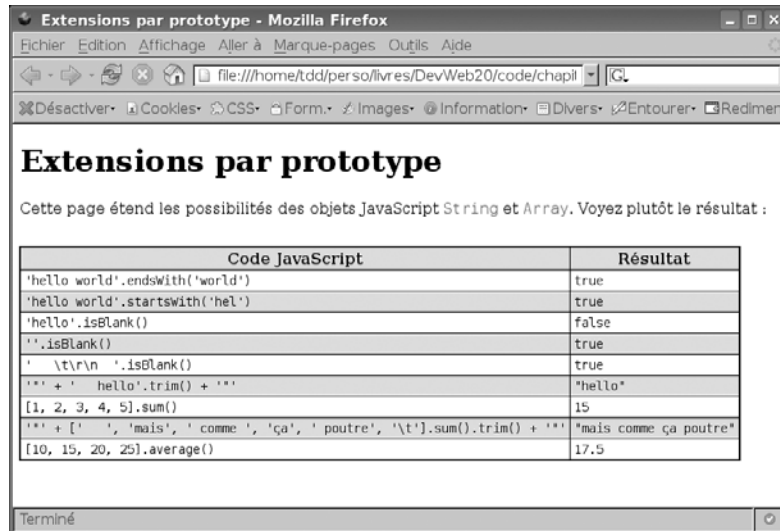 Extensions par prototype - Mozilla Firefox
Fichier Edition Affichage Aller à Marque-pages Outils Aide
file:///home/tdd/perso/livres/DevWeb20/code/chapit G.
Désactiver Cookies CSS Form. Images Information Divers Entourer Redimen
Extensions par prototype
Cette page étend les possibilités des objets JavaScript String et Array. Voyez plutôt le résultat :
Code JavaScript Résultat
'hello world'.endsWith('world') true
'hello world'.startsWith('hel') true
'hello'.isBlank() false
''.isBlank() true
'   \t\r\n  '.isBlank() true
'"' + '   hello'.trim() + '"' "hello"
[1, 2, 3, 4, 5].sum() 15
'"' + ['   ', 'mais', ' comme ', 'ça', ' poutre', '\t'].sum().trim() + '"' "mais comme ça poutre"
[10, 15, 20, 25].average() 17.5
Terminé